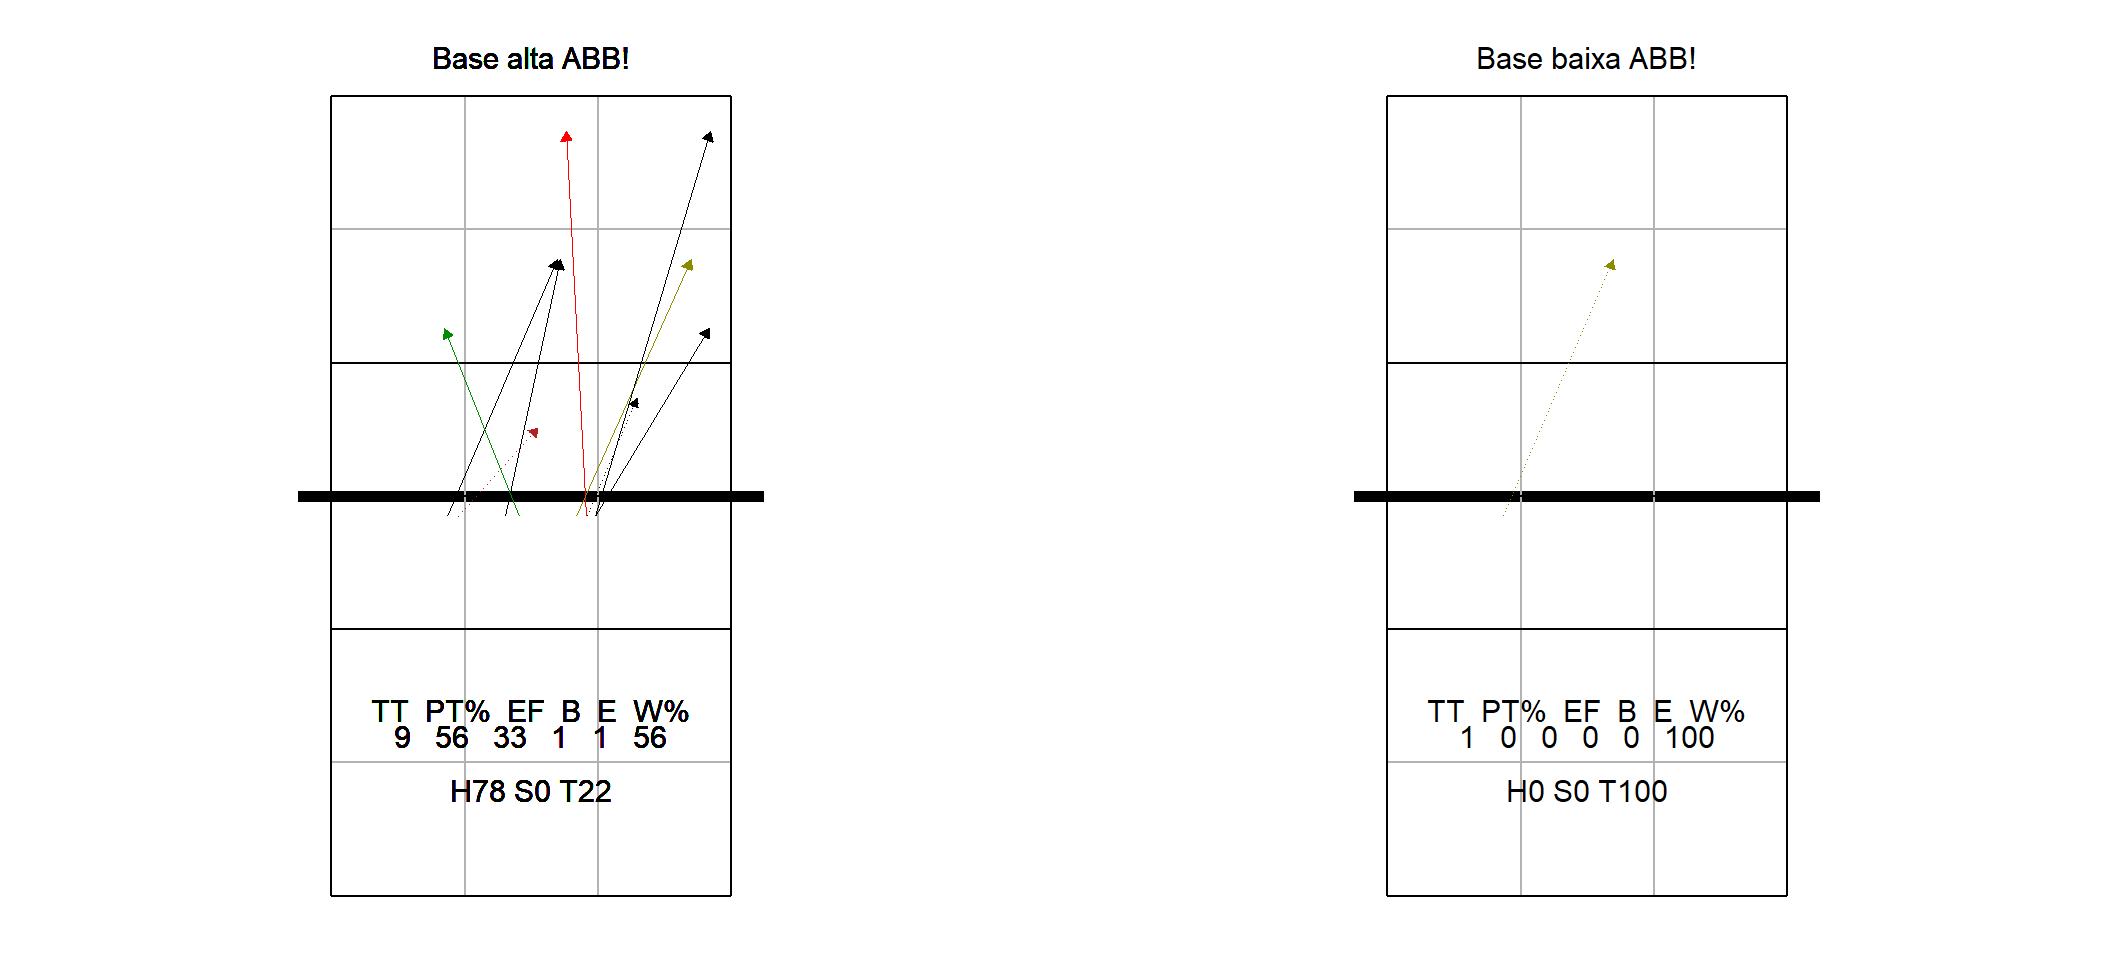 Base alta ABB!
TT PT% EF B E W%
9 56 33 1 1 56
H78 S0 T22
Base baixa ABB!
TT PT% EF B E W%
1 0 0 0 0 100
H0 S0 T100